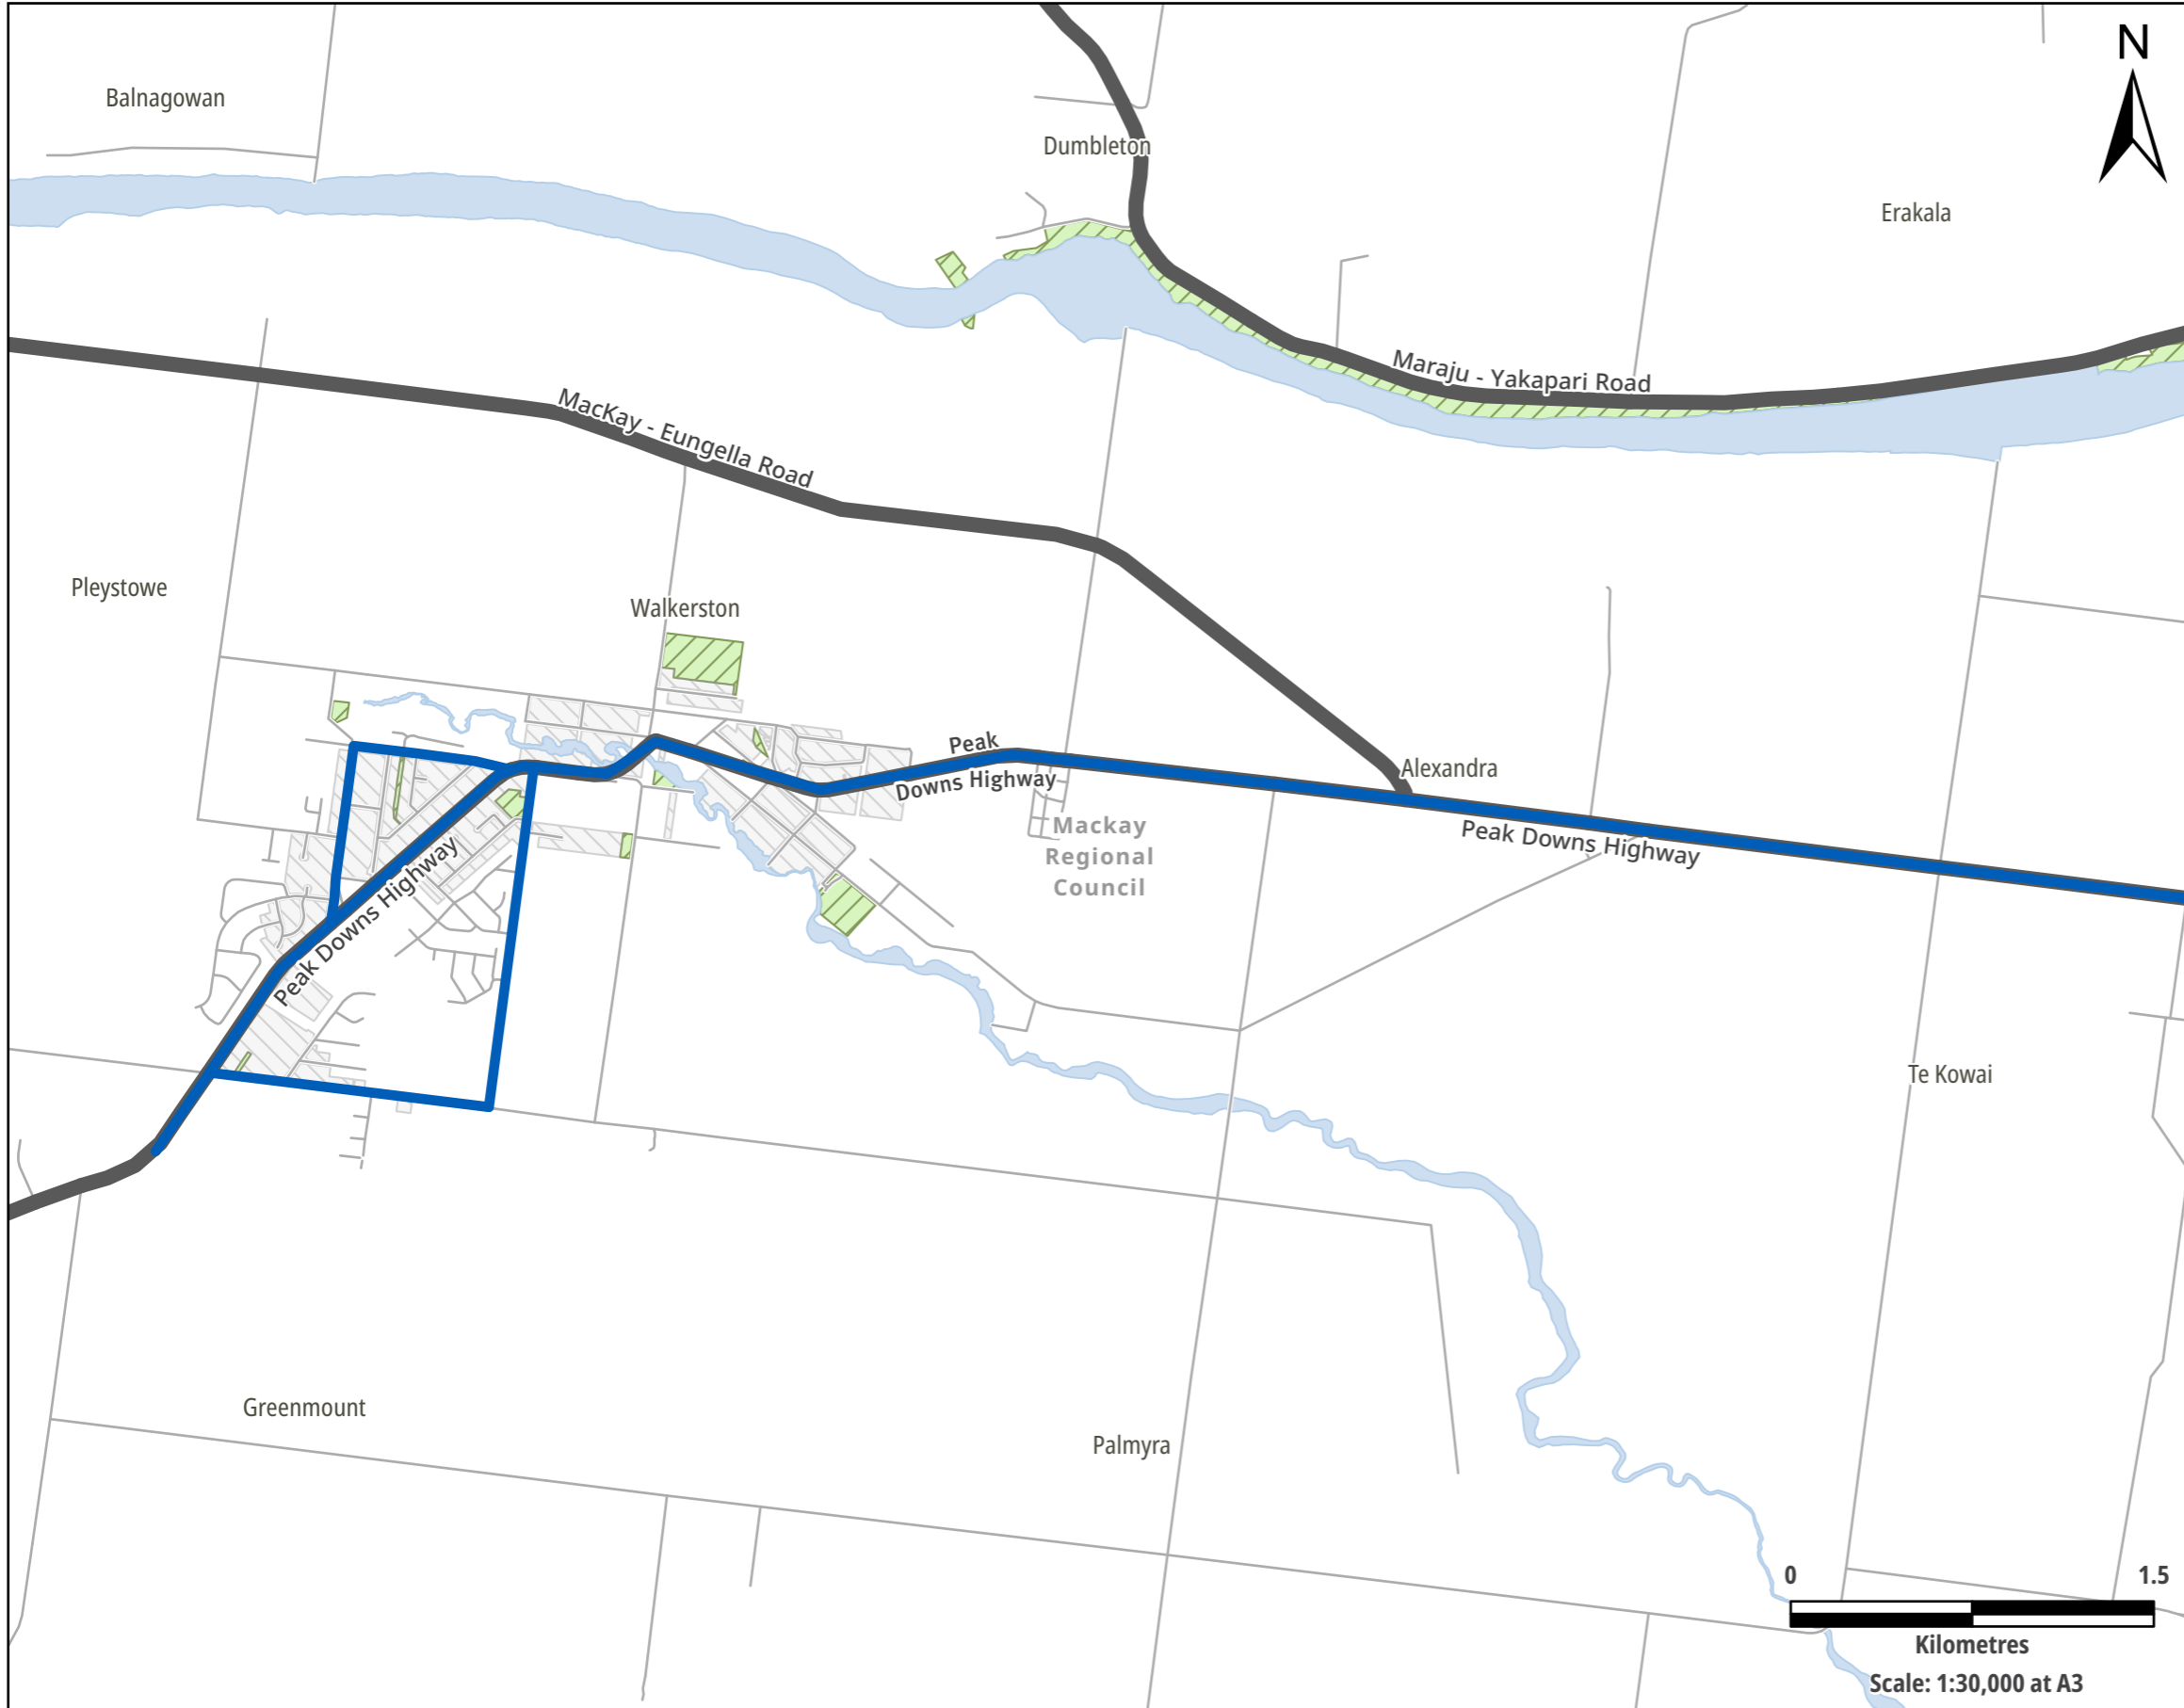 N
Balnagowan
Dumbleton
Erakala
Maraju - Yakapari Road
MacKay - Eungella Road
Pleystowe
Walkerston
Peak
Downs Highway
Alexandra
Peak Downs Highway
Mackay
Regional
Council
Peak Downs Highway
Te Kowai
Greenmount
Palmyra
0 1.5
Kilometres
Scale: 1:30,000 at A3